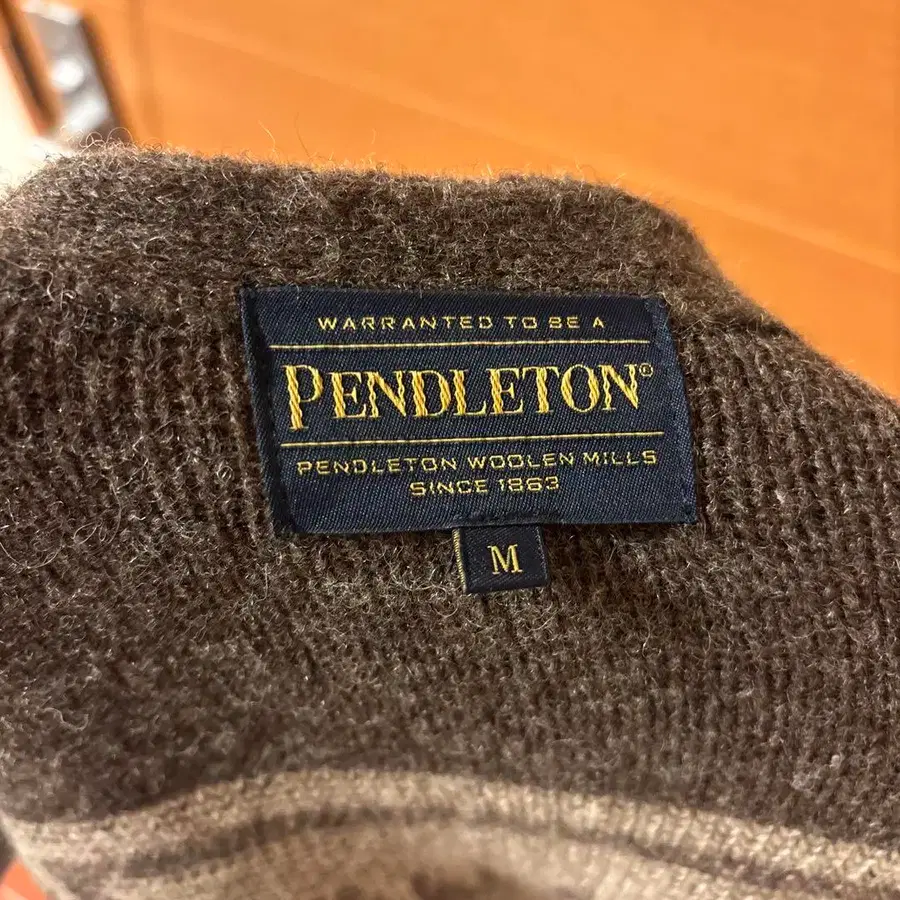 WARRANTED TO BE A
PENDLETON®
PENDLETON WOOLEN MILLS
SINCE 1863
M